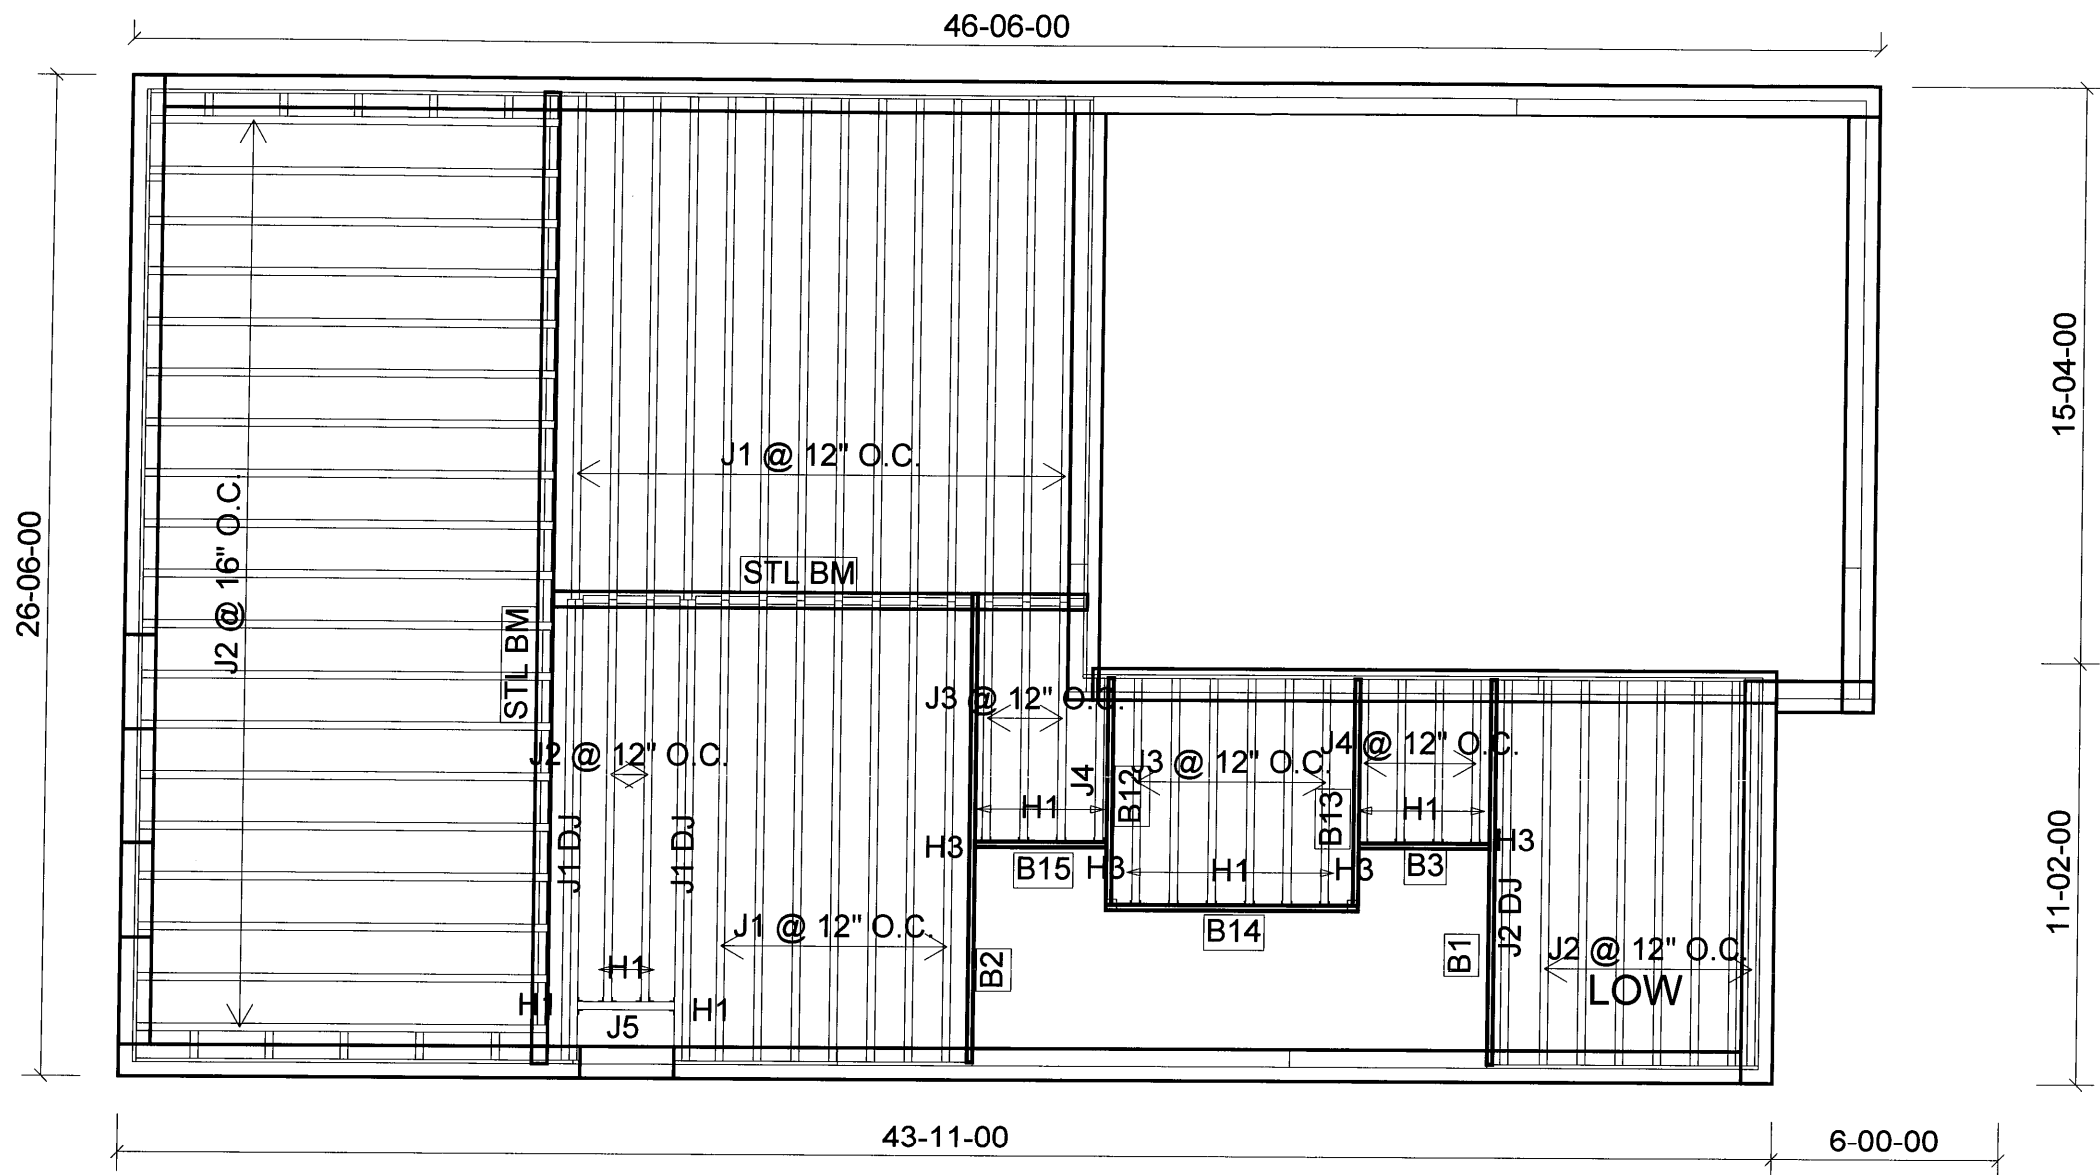 46-06-00
15-04-00
J1 @ 12" O.C.
J2 @ 16" O.C.
26-06-00
STL BM
STL BM
J3 @ 12" O.C.
J2 @ 12" O.C.
J4 @ 12" O.C.
J3 @ 12" O.C.
J4
B12
B13
H1
H1
J1 DJ
J1 DJ
H3
H3
B15
H3
H1
H3
B3
11-02-00
J1 @ 12" O.C.
B14
J2 DJ
B1
J2 @ 12" O.C.
H1
B2
LOW
H1
H1
J5
43-11-00
6-00-00